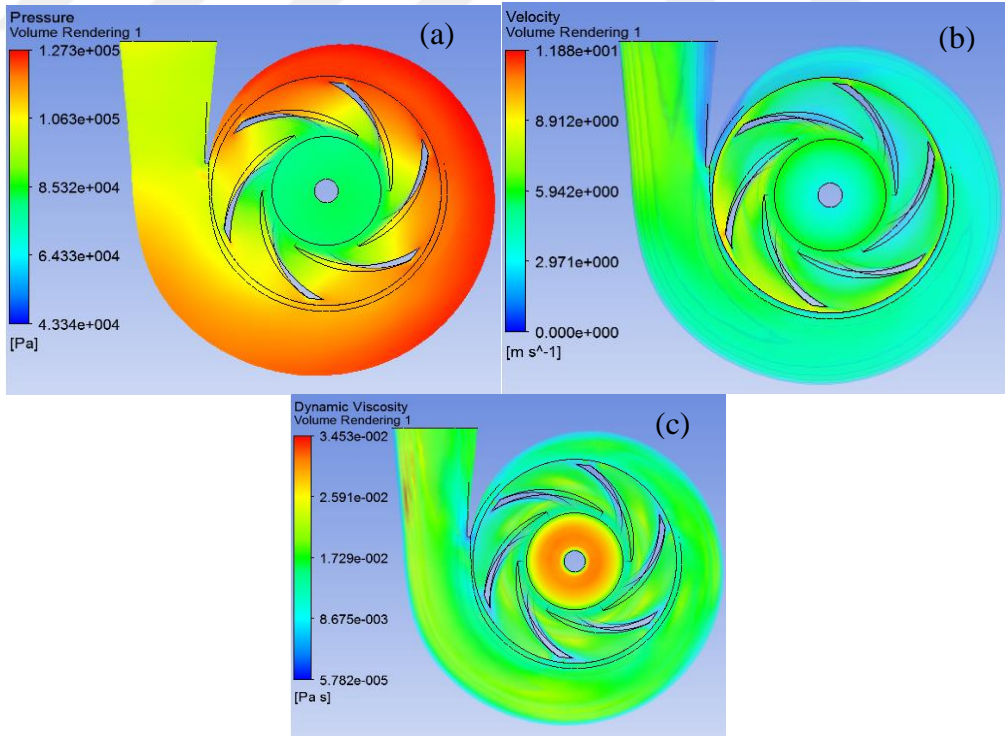 Pressure
Volume Rendering 1
(a)
1.273e+005
1.063e+005
8.532e+004
6.433e+004
4.334e+004
[Pa]
Velocity
Volume Rendering 1
(b)
1.188e+001
8.912e+000
5.942e+000
2.971e+000
0.000e+000
[m s^-1]
Dynamic Viscosity
Volume Rendering 1
(c)
3.453e-002
2.591e-002
1.729e-002
8.675e-003
5.782e-005
[Pa s]